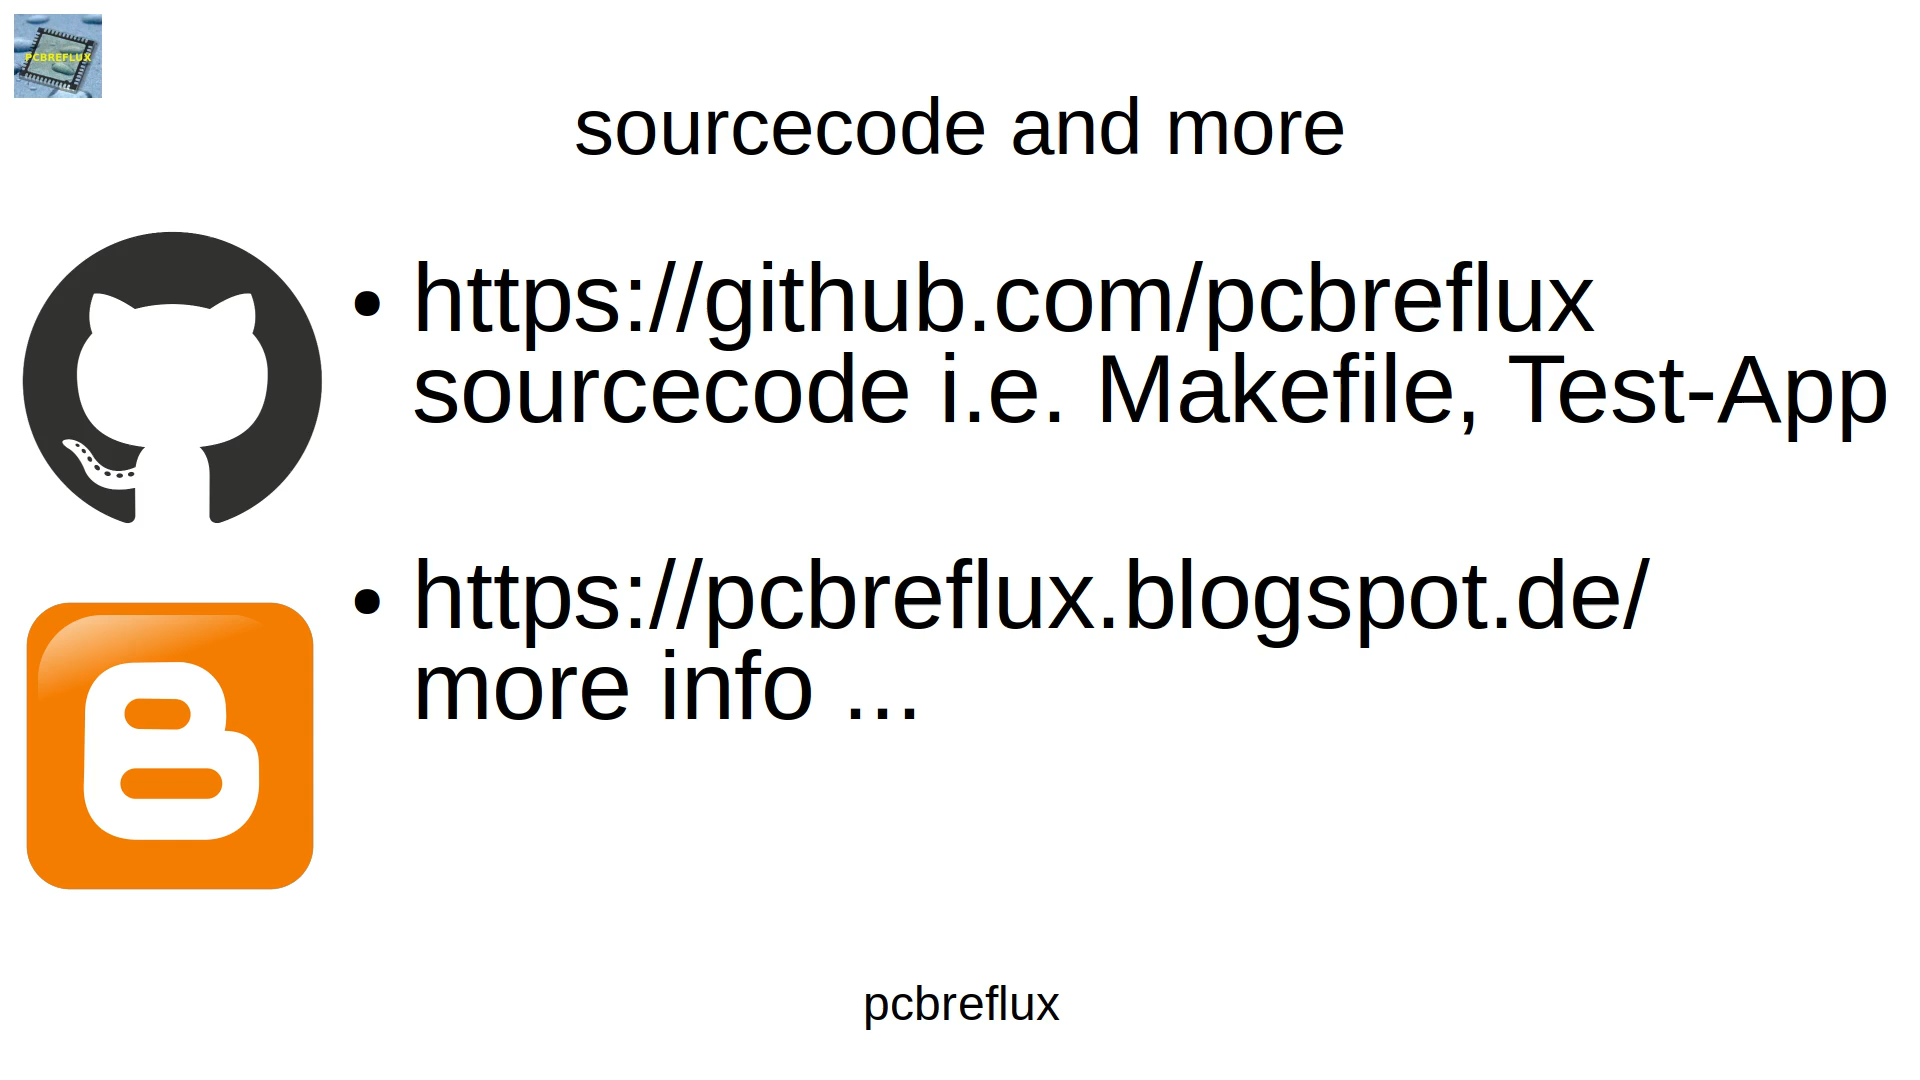 PCBREFLUX
sourcecode and more
• https://github.com/pcbreflux
sourcecode i.e. Makefile, Test-App
• https://pcbreflux.blogspot.de/
more info ...
pcbreflux